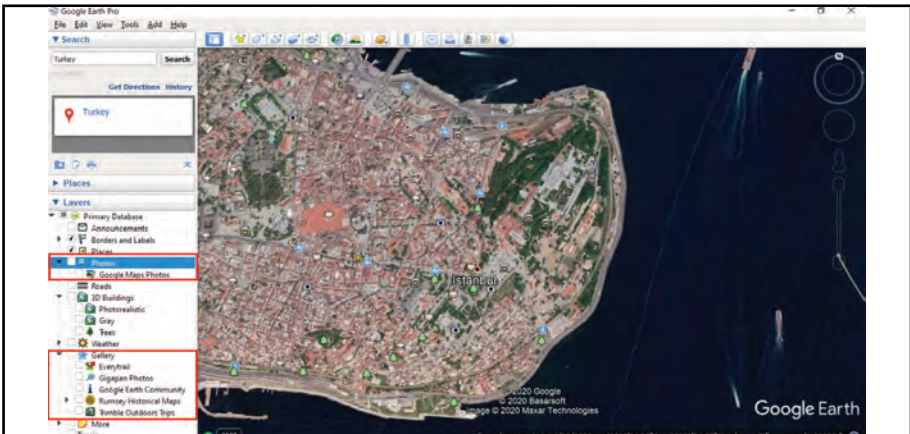 Google Earth Pro
File Edit View Tools Add Help
Search
Turkey
Search
Get Directions History
Turkey
Places
Layers
Primary Database
Announcements
Borders and Labels
Places
Photos
Google Maps Photos
Roads
3D Buildings
Photorealistic
Gray
Trees
Weather
Gallery
Everytrail
Gigapan Photos
Google Earth Community
Rumsey Historical Maps
Trimble Outdoors Trips
More
N
Istanbul
© 2020 Google
© 2020 Basarsoft
Image © 2020 Maxar Technologies
Google Earth